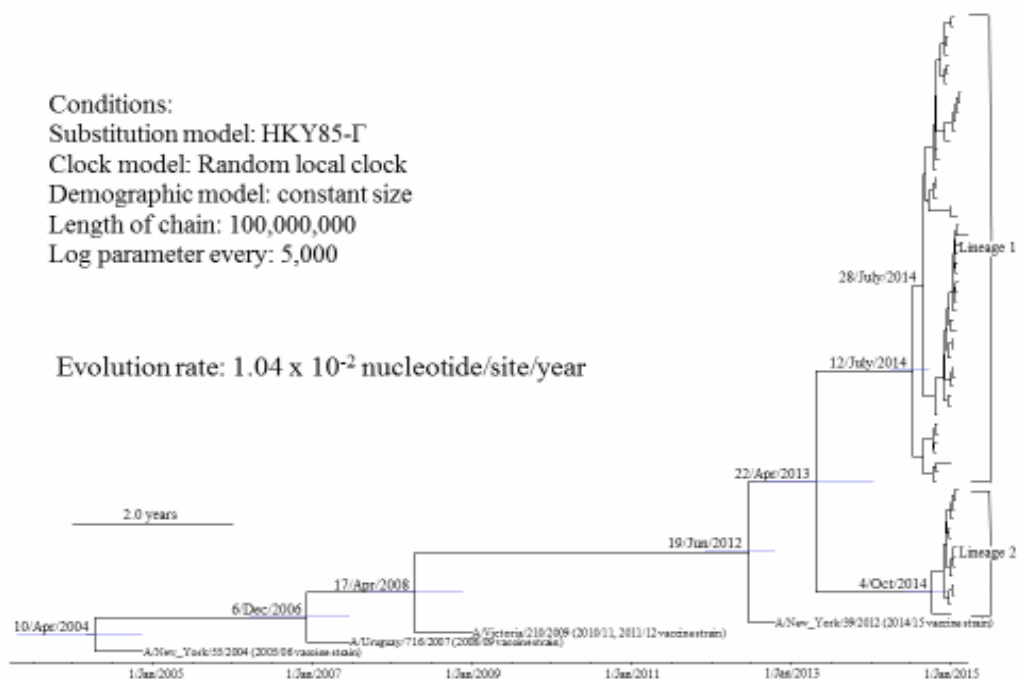 Conditions:
Substitution model: HKY85-Γ
Clock model: Random local clock
Demographic model: constant size
Length of chain: 100,000,000
Log parameter every: 5,000
Lineage 1
28/July/2014
Evolution rate: 1.04 x 10-2 nucleotide/site/year
12/July/2014
22/Apr/2013
2.0 years
19/Jun/2012
Lineage 2
17/Apr/2008
4/Oct/2014
6/Dec/2006
10/Apr/2004
A/New_York/39/2012 (2014/15 vaccine strain)
A/Victoria/210/2009 (2010/11, 2011/12 vaccine strain)
A/Uruguay/716/2007 (2008/09 vaccine strain)
A/New_York/55/2004 (2005/06 vaccine strain)
1/Jan/2005 1/Jan/2007 1/Jan/2009 1/Jan/2011 1/Jan/2013 1/Jan/2015